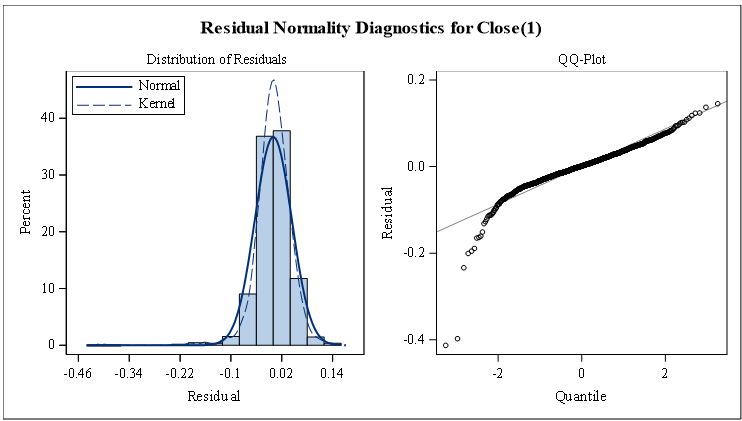 Residual Normality Diagnostics for Close(1)
Distribution of Residuals
Normal
Kernel
40
30
20
10
0
Percent
-0.46 -0.34 -0.22 -0.1 0.02 0.14
Residual
QQ-Plot
0.2
0.0
-0.2
-0.4
Residual
-2 0 2
Quantile